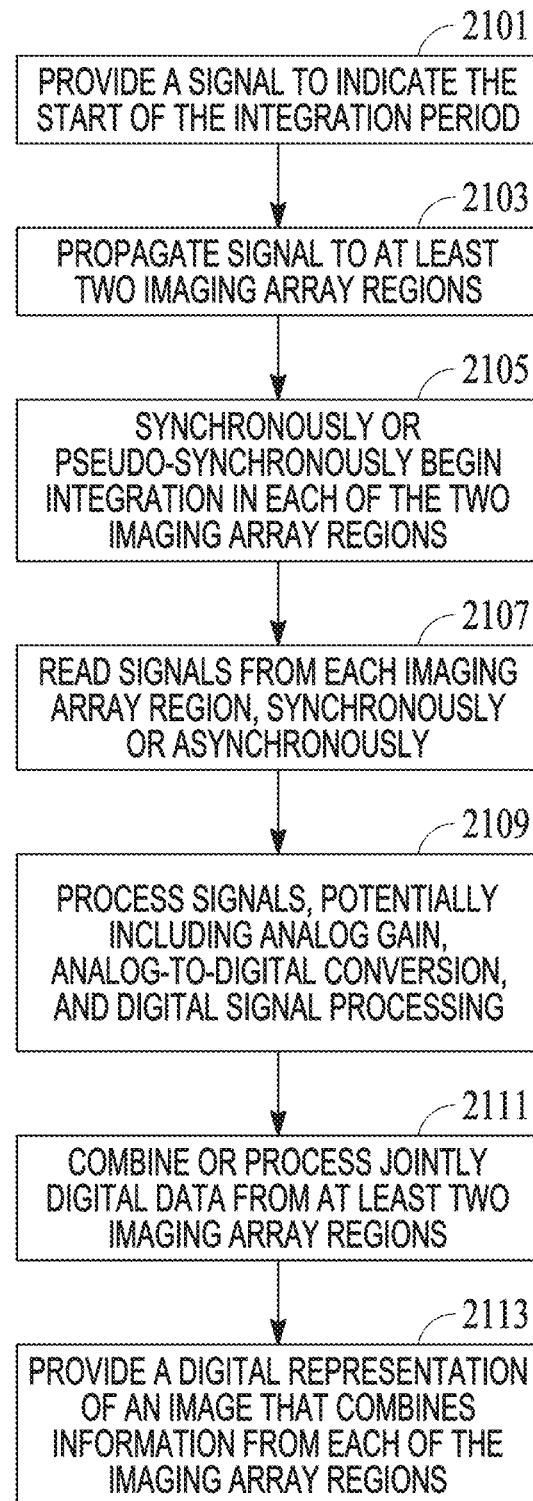 2101
PROVIDE A SIGNAL TO INDICATE THE
START OF THE INTEGRATION PERIOD
2103
PROPAGATE SIGNAL TO AT LEAST
TWO IMAGING ARRAY REGIONS
2105
SYNCHRONOUSLY OR
PSEUDO-SYNCHRONOUSLY BEGIN
INTEGRATION IN EACH OF THE TWO
IMAGING ARRAY REGIONS
2107
READ SIGNALS FROM EACH IMAGING
ARRAY REGION, SYNCHRONOUSLY
OR ASYNCHRONOUSLY
2109
PROCESS SIGNALS, POTENTIALLY
INCLUDING ANALOG GAIN,
ANALOG-TO-DIGITAL CONVERSION,
AND DIGITAL SIGNAL PROCESSING
2111
COMBINE OR PROCESS JOINTLY
DIGITAL DATA FROM AT LEAST TWO
IMAGING ARRAY REGIONS
2113
PROVIDE A DIGITAL REPRESENTATION
OF AN IMAGE THAT COMBINES
INFORMATION FROM EACH OF THE
IMAGING ARRAY REGIONS